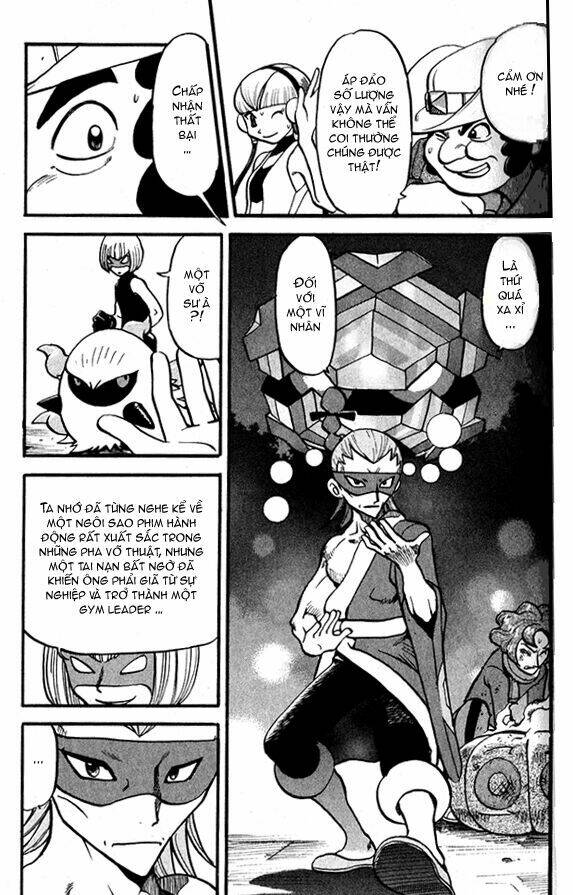 CẢM ƠN
NHÉ!
ÁP ĐẢO
SỐ LƯỢNG
VẬY MÀ VẪN
KHÔNG THỂ
COI THƯỜNG
CHÚNG ĐƯỢC
THẬT!
CHẤP
NHẬN THẤT
BẠI
...
LÀ THỨ
QUÁ
XA XỈ
...
ĐỐI
VỚI
MỘT VĨ
NHÂN
MỘT
VÕ
SƯ À
?!
TA NHỚ ĐÃ TỪNG NGHE KỂ VỀ
MỘT NGÔI SAO PHIM HÀNH
ĐỘNG RẤT XUẤT SẮC TRONG
NHỮNG PHA VÕ THUẬT, NHƯNG
MỘT TAI NẠN BẤT NGỜ ĐÃ
KHIẾN ÔNG PHẢI GIÃ TỪ SỰ
NGHIỆP VÀ TRỞ THÀNH MỘT
GYM LEADER ...
...